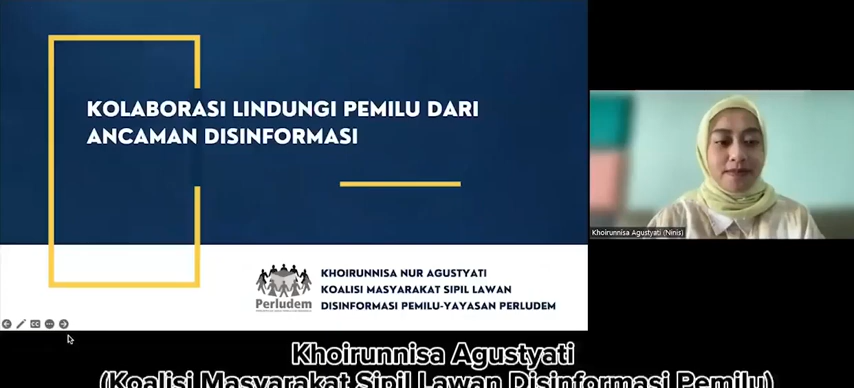 KOLABORASI LINDUNGI PEMILU DARI
ANCAMAN DISINFORMASI
Khoirunnisa Agustyati (Ninis)
Perludem
KHOIRUNNISA NUR AGUSTYATI
KOALISI MASYARAKAT SIPIL LAWAN
DISINFORMASI PEMILU-YAYASAN PERLUDEM
CC
Khoirunnisa Agustyati
(Koalisi Masyarakat Sipil Lawan Disinformasi Pemilu)